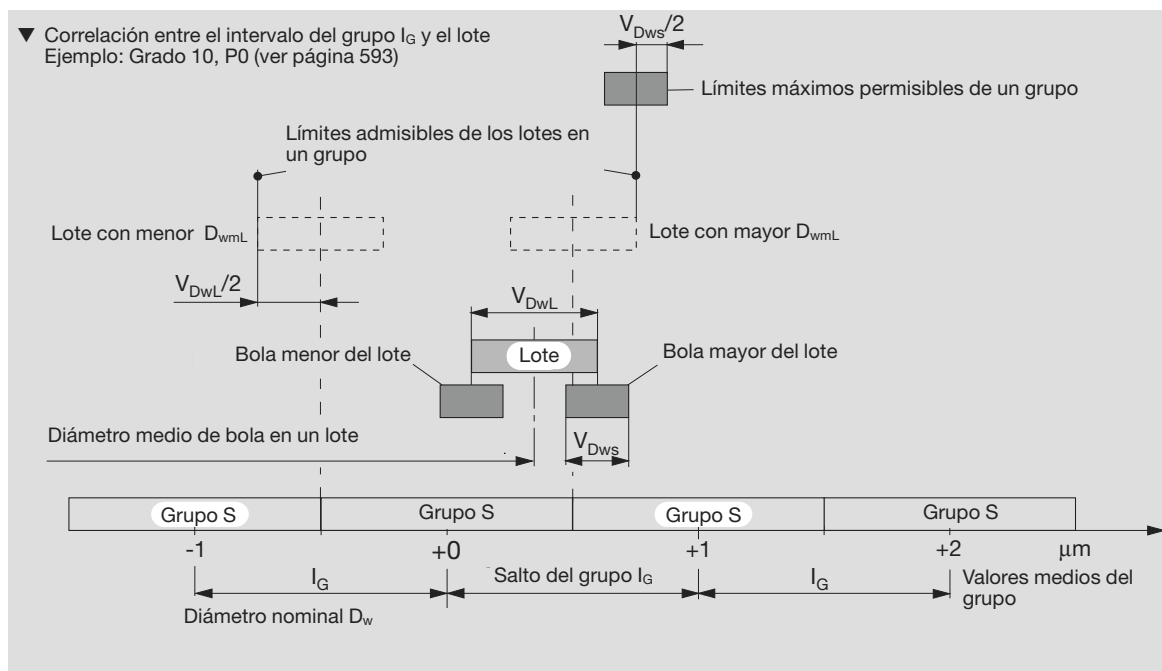 ▼ Correlación entre el intervalo del grupo I_G y el lote
Ejemplo: Grado 10, P0 (ver página 593)
V_Dws/2
Límites máximos permisibles de un grupo
Límites admisibles de los lotes en
un grupo
Lote con menor D_wmL
Lote con mayor D_wmL
V_DwL/2
V_DwL
Bola menor del lote
Lote
Bola mayor del lote
Diámetro medio de bola en un lote
V_Dws
Grupo S
Grupo S
Grupo S
Grupo S
-1
+0
+1
+2
µm
I_G
Salto del grupo I_G
I_G
Valores medios del
grupo
Diámetro nominal D_w